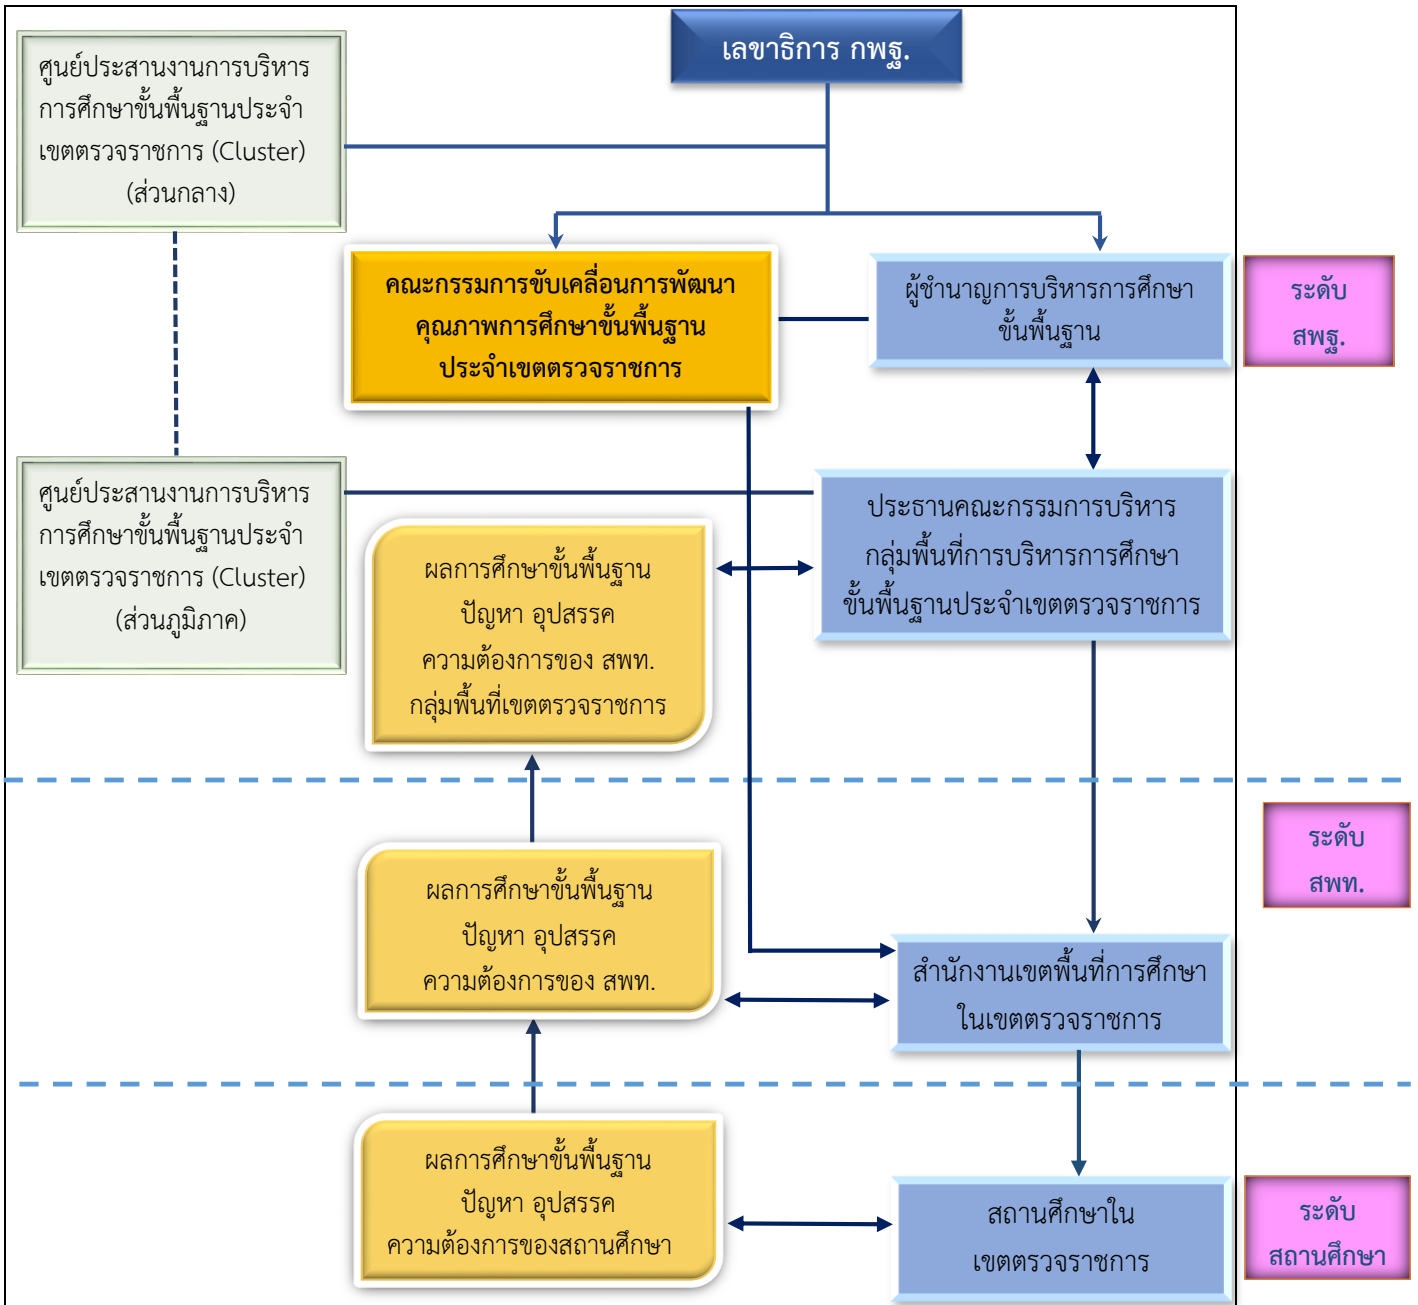 เลขาธิการ กพฐ.
ศูนย์ประสานงานการบริหาร
การศึกษาขั้นพื้นฐานประจำ
เขตตรวจราชการ (Cluster)
(ส่วนกลาง)
คณะกรรมการขับเคลื่อนการพัฒนา
คุณภาพการศึกษาขั้นพื้นฐาน
ประจำเขตตรวจราชการ
ผู้ชำนาญการบริหารการศึกษา
ขั้นพื้นฐาน
ระดับ
สพฐ.
ศูนย์ประสานงานการบริหาร
การศึกษาขั้นพื้นฐานประจำ
เขตตรวจราชการ (Cluster)
(ส่วนภูมิภาค)
ประธานคณะกรรมการบริหาร
กลุ่มพื้นที่การบริหารการศึกษา
ขั้นพื้นฐานประจำเขตตรวจราชการ
ผลการศึกษาขั้นพื้นฐาน
ปัญหา อุปสรรค
ความต้องการของ สพท.
กลุ่มพื้นที่เขตตรวจราชการ
ระดับ
สพท.
ผลการศึกษาขั้นพื้นฐาน
ปัญหา อุปสรรค
ความต้องการของ สพท.
สำนักงานเขตพื้นที่การศึกษา
ในเขตตรวจราชการ
ผลการศึกษาขั้นพื้นฐาน
ปัญหา อุปสรรค
ความต้องการของสถานศึกษา
สถานศึกษาใน
เขตตรวจราชการ
ระดับ
สถานศึกษา